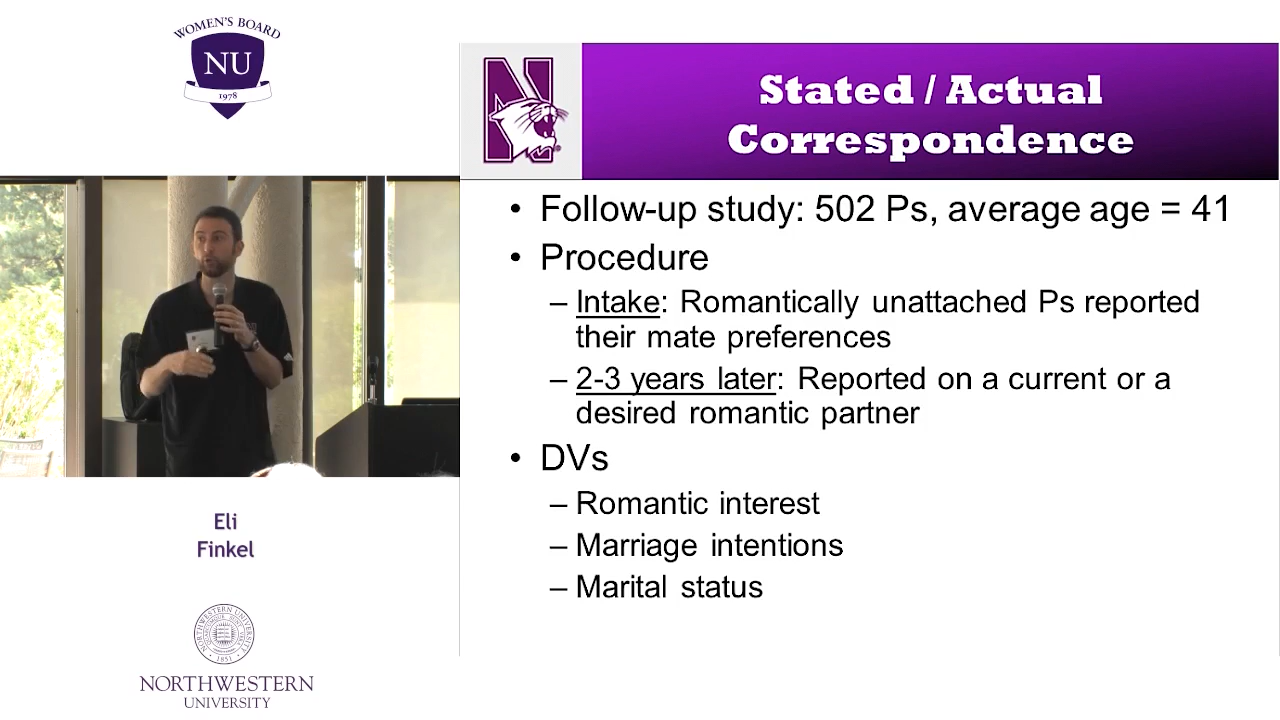 WOMEN'S BOARD
NU
1978
Eli
Finkel
1851
NORTHWESTERN
UNIVERSITY
Stated / Actual
Correspondence
• Follow-up study: 502 Ps, average age = 41
• Procedure
– Intake: Romantically unattached Ps reported
their mate preferences
– 2-3 years later: Reported on a current or a
desired romantic partner
• DVs
– Romantic interest
– Marriage intentions
– Marital status